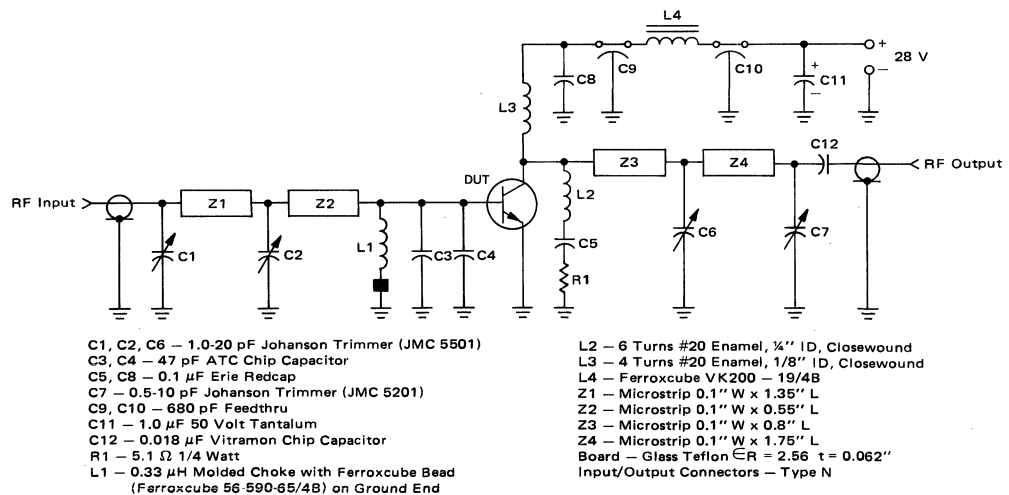 L4
+
28 V
–
C8
C9
C10
+
C11
–
L3
C12
RF Output
Z3
Z4
DUT
L2
RF Input
Z1
Z2
C6
C7
C5
L1
C1
C2
C3
C4
R1
C1, C2, C6 – 1.0-20 pF Johanson Trimmer (JMC 5501)
C3, C4 – 47 pF ATC Chip Capacitor
C5, C8 – 0.1 μF Erie Redcap
C7 – 0.5-10 pF Johanson Trimmer (JMC 5201)
C9, C10 – 680 pF Feedthru
C11 – 1.0 μF 50 Volt Tantalum
C12 – 0.018 μF Vitramon Chip Capacitor
R1 – 5.1 Ω 1/4 Watt
L1 – 0.33 μH Molded Choke with Ferroxcube Bead
(Ferroxcube 56-590-65/4B) on Ground End
L2 – 6 Turns #20 Enamel, ¼″ ID, Closewound
L3 – 4 Turns #20 Enamel, 1/8″ ID, Closewound
L4 – Ferroxcube VK200 – 19/4B
Z1 – Microstrip 0.1″ W x 1.35″ L
Z2 – Microstrip 0.1″ W x 0.55″ L
Z3 – Microstrip 0.1″ W x 0.8″ L
Z4 – Microstrip 0.1″ W x 1.75″ L
Board – Glass Teflon ∈R = 2.56 t = 0.062″
Input/Output Connectors – Type N